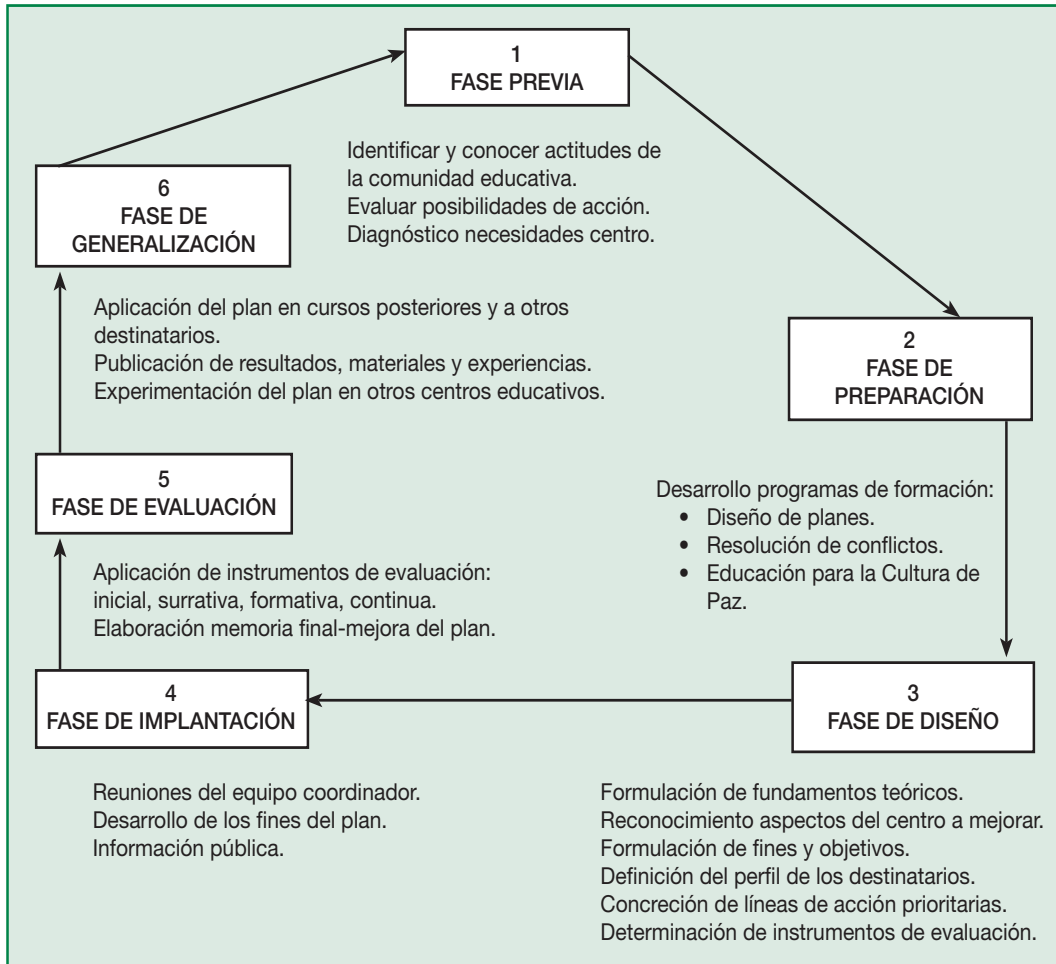 1
FASE PREVIA
Identificar y conocer actitudes de
la comunidad educativa.
Evaluar posibilidades de acción.
Diagnóstico necesidades centro.
2
FASE DE
PREPARACIÓN
Desarrollo programas de formación:
• Diseño de planes.
• Resolución de conflictos.
• Educación para la Cultura de
Paz.
3
FASE DE DISEÑO
Formulación de fundamentos teóricos.
Reconocimiento aspectos del centro a mejorar.
Formulación de fines y objetivos.
Definición del perfil de los destinatarios.
Concreción de líneas de acción prioritarias.
Determinación de instrumentos de evaluación.
4
FASE DE IMPLANTACIÓN
Reuniones del equipo coordinador.
Desarrollo de los fines del plan.
Información pública.
5
FASE DE EVALUACIÓN
Aplicación de instrumentos de evaluación:
inicial, surrativa, formativa, continua.
Elaboración memoria final-mejora del plan.
6
FASE DE
GENERALIZACIÓN
Aplicación del plan en cursos posteriores y a otros
destinatarios.
Publicación de resultados, materiales y experiencias.
Experimentación del plan en otros centros educativos.